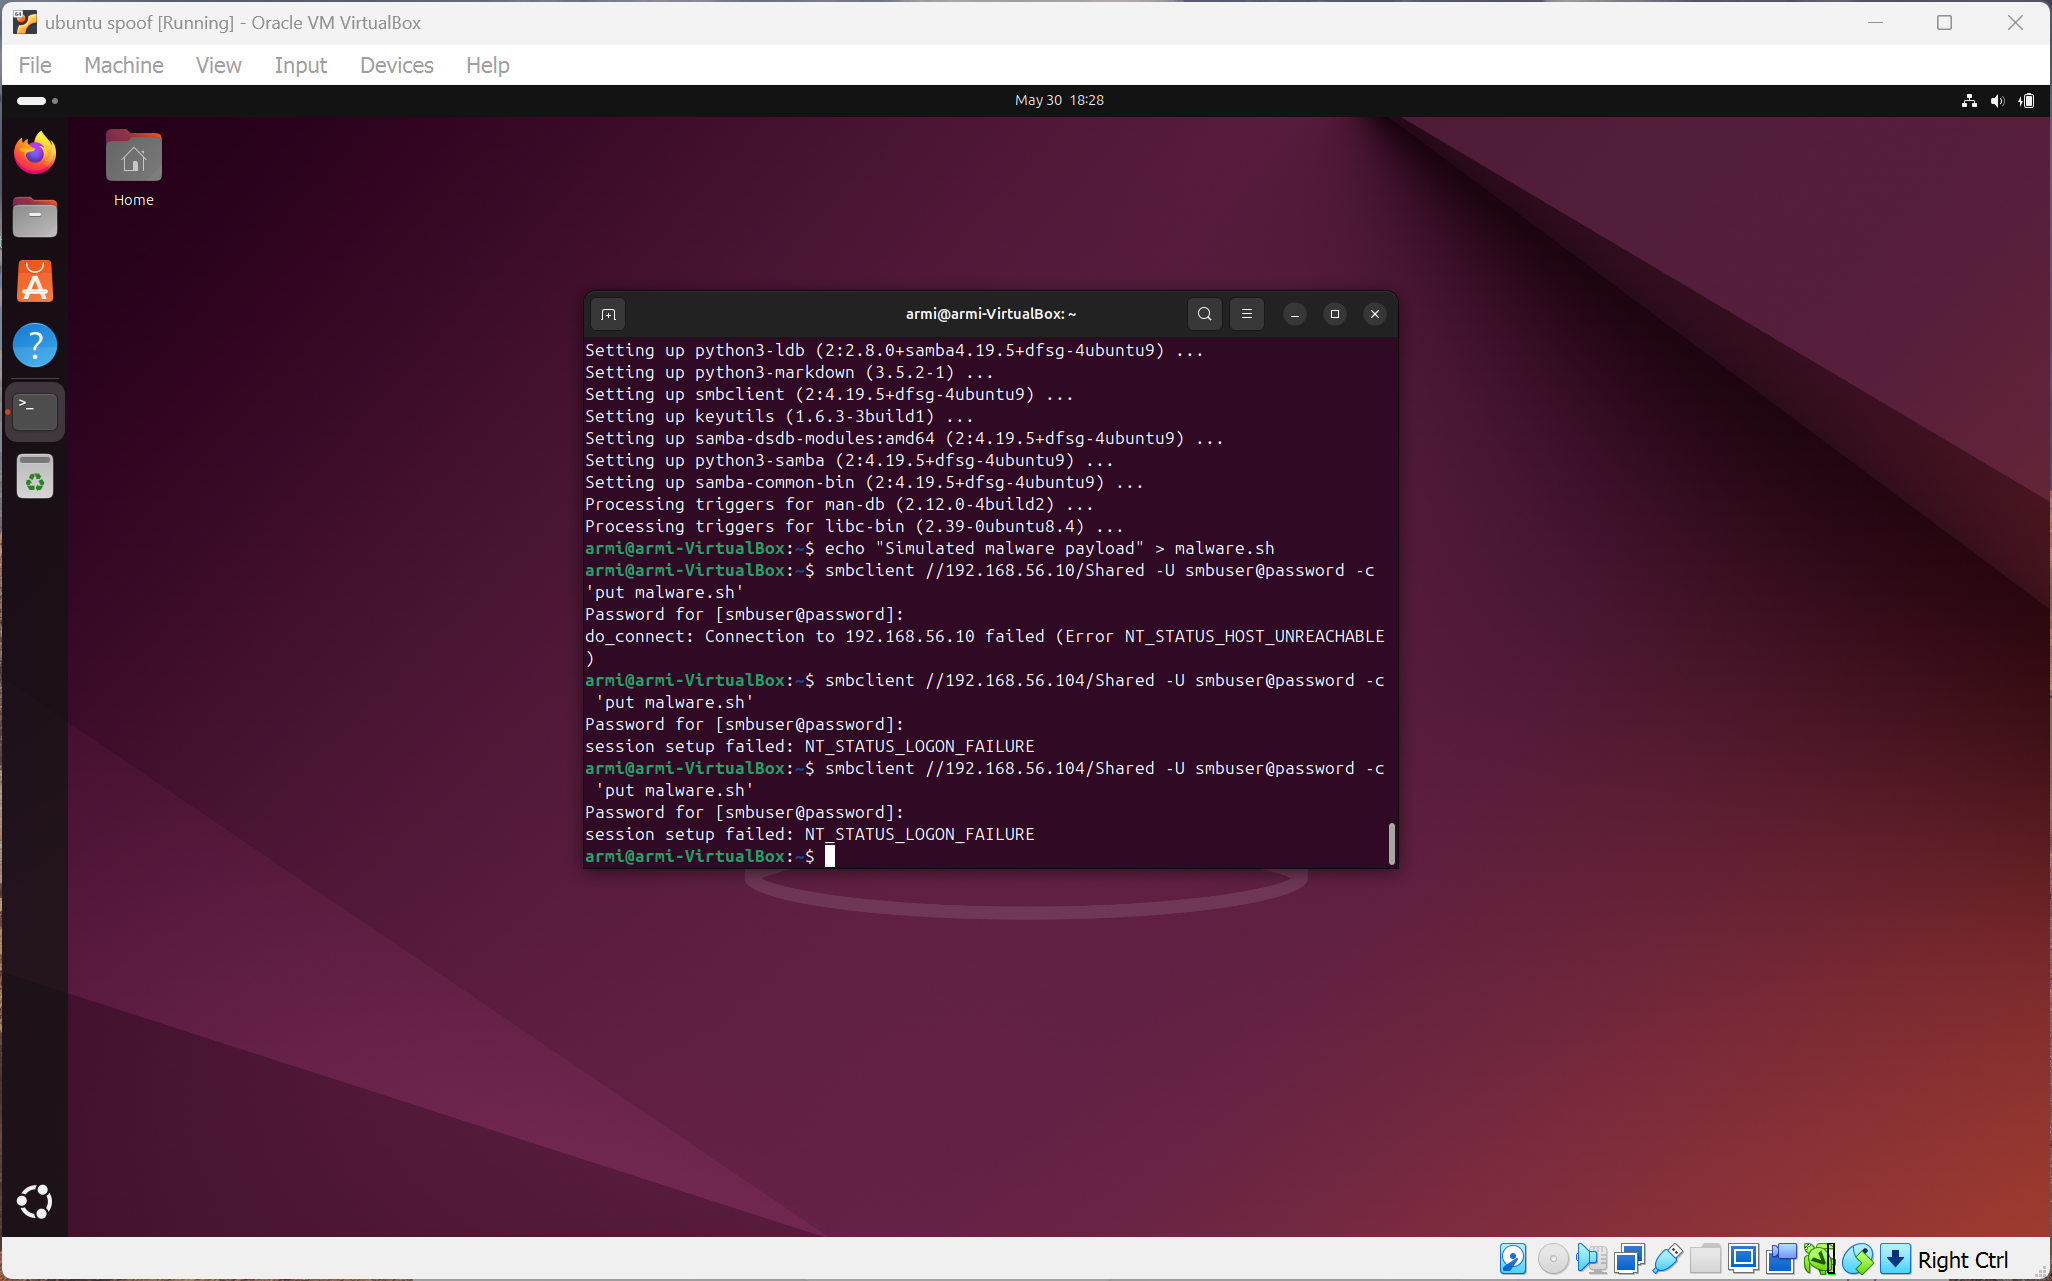 ubuntu spoof [Running] - Oracle VM VirtualBox
File Machine View Input Devices Help
May 30 18:28
Home
armi@armi-VirtualBox: ~
Setting up python3-ldb (2:2.8.0+samba4.19.5+dfsg-4ubuntu9) ...
Setting up python3-markdown (3.5.2-1) ...
Setting up smbclient (2:4.19.5+dfsg-4ubuntu9) ...
Setting up keyutils (1.6.3-3build1) ...
Setting up samba-dsdb-modules:amd64 (2:4.19.5+dfsg-4ubuntu9) ...
Setting up python3-samba (2:4.19.5+dfsg-4ubuntu9) ...
Setting up samba-common-bin (2:4.19.5+dfsg-4ubuntu9) ...
Processing triggers for man-db (2.12.0-4build2) ...
Processing triggers for libc-bin (2.39-0ubuntu8.4) ...
armi@armi-VirtualBox:~$ echo "Simulated malware payload" > malware.sh
armi@armi-VirtualBox:~$ smbclient //192.168.56.10/Shared -U smbuser@password -c
'put malware.sh'
Password for [smbuser@password]:
do_connect: Connection to 192.168.56.10 failed (Error NT_STATUS_HOST_UNREACHABLE
)
armi@armi-VirtualBox:~$ smbclient //192.168.56.104/Shared -U smbuser@password -c
'put malware.sh'
Password for [smbuser@password]:
session setup failed: NT_STATUS_LOGON_FAILURE
armi@armi-VirtualBox:~$ smbclient //192.168.56.104/Shared -U smbuser@password -c
'put malware.sh'
Password for [smbuser@password]:
session setup failed: NT_STATUS_LOGON_FAILURE
armi@armi-VirtualBox:~$
Right Ctrl